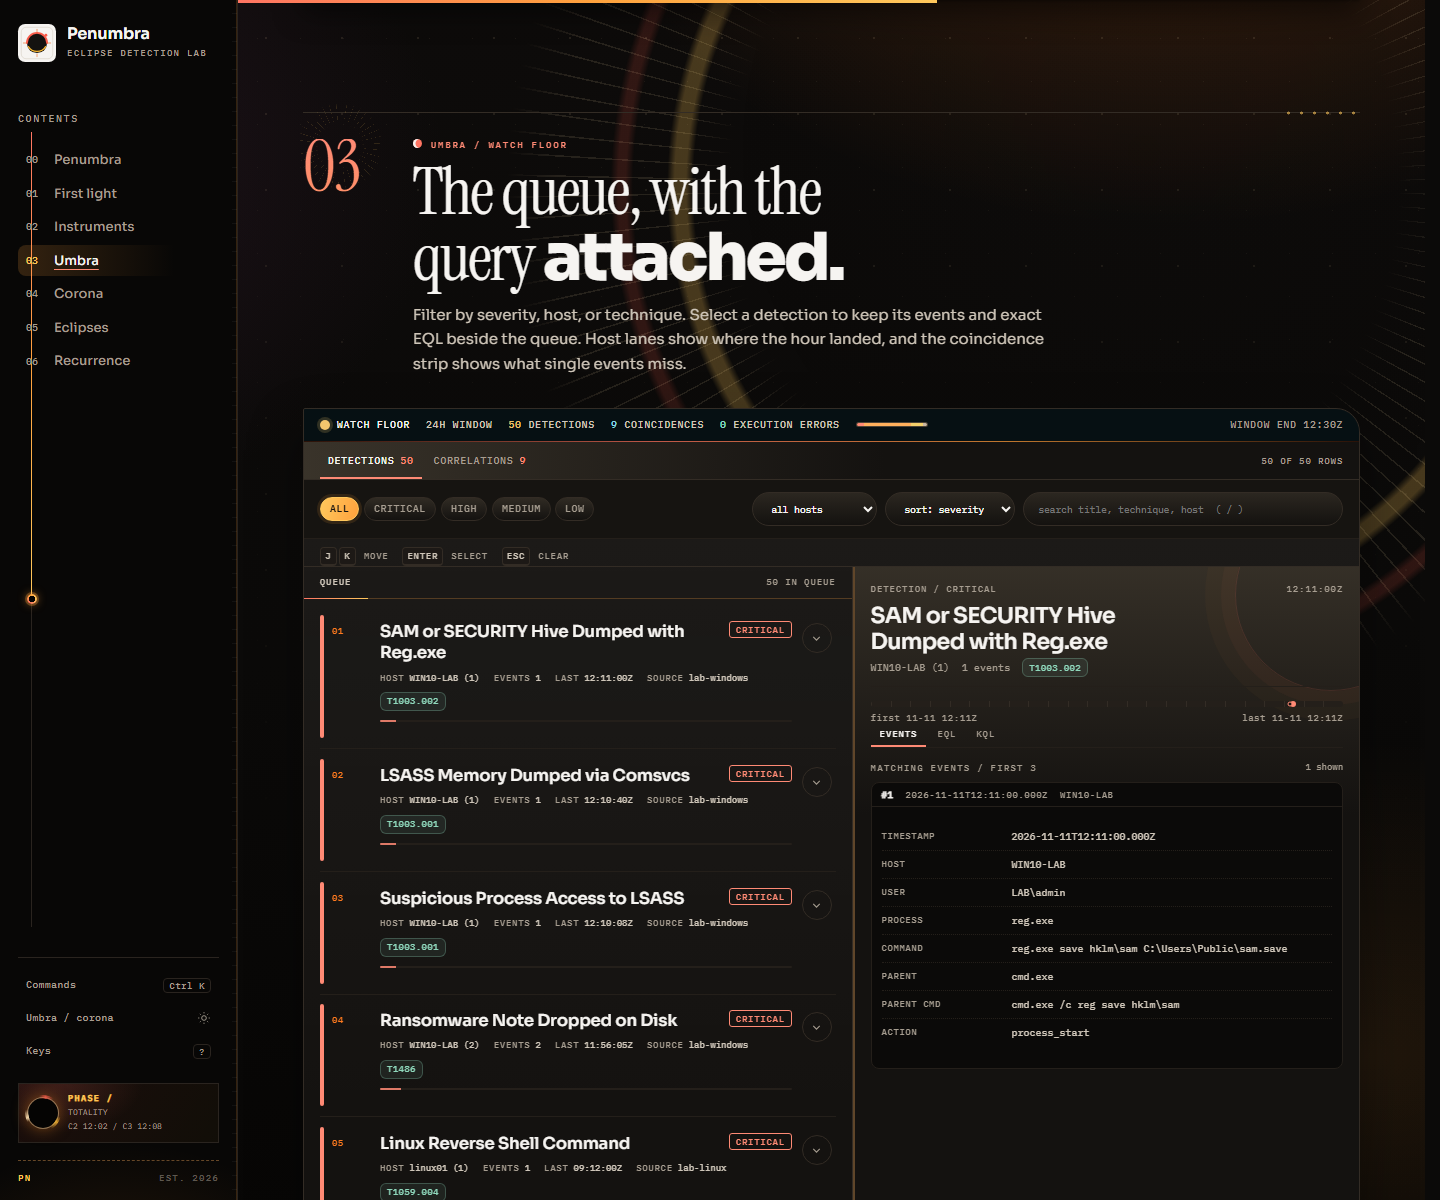 Penumbra
ECLIPSE DETECTION LAB
CONTENTS
00 Penumbra
01 First light
02 Instruments
03 Umbra
04 Corona
05 Eclipses
06 Recurrence
Commands Ctrl K
Umbra / corona
Keys ?
PHASE /
TOTALITY
C2 12:02 / C3 12:08
PN EST. 2026
03
UMBRA / WATCH FLOOR
The queue, with the
query attached.
Filter by severity, host, or technique. Select a detection to keep its events and exact
EQL beside the queue. Host lanes show where the hour landed, and the coincidence
strip shows what single events miss.
WATCH FLOOR 24H WINDOW 50 DETECTIONS 9 COINCIDENCES 0 EXECUTION ERRORS WINDOW END 12:30Z
DETECTIONS 50 CORRELATIONS 9 50 OF 50 ROWS
ALL CRITICAL HIGH MEDIUM LOW all hosts sort: severity search title, technique, host ( / )
J K MOVE ENTER SELECT ESC CLEAR
QUEUE 50 IN QUEUE
01 SAM or SECURITY Hive Dumped with Reg.exe CRITICAL
HOST WIN10-LAB (1) EVENTS 1 LAST 12:11:00Z SOURCE lab-windows
T1003.002
02 LSASS Memory Dumped via Comsvcs CRITICAL
HOST WIN10-LAB (1) EVENTS 1 LAST 12:10:40Z SOURCE lab-windows
T1003.001
03 Suspicious Process Access to LSASS CRITICAL
HOST WIN10-LAB (1) EVENTS 1 LAST 12:10:08Z SOURCE lab-windows
T1003.001
04 Ransomware Note Dropped on Disk CRITICAL
HOST WIN10-LAB (2) EVENTS 2 LAST 11:56:05Z SOURCE lab-windows
T1486
05 Linux Reverse Shell Command CRITICAL
HOST linux01 (1) EVENTS 1 LAST 09:12:00Z SOURCE lab-linux
T1059.004
DETECTION / CRITICAL 12:11:00Z
SAM or SECURITY Hive
Dumped with Reg.exe
WIN10-LAB (1) 1 events T1003.002
first 11-11 12:11Z last 11-11 12:11Z
EVENTS EQL KQL
MATCHING EVENTS / FIRST 3 1 shown
#1 2026-11-11T12:11:00.000Z WIN10-LAB
TIMESTAMP 2026-11-11T12:11:00.000Z
HOST WIN10-LAB
USER LAB\admin
PROCESS reg.exe
COMMAND reg.exe save hklm\sam C:\Users\Public\sam.save
PARENT cmd.exe
PARENT CMD cmd.exe /c reg save hklm\sam
ACTION process_start